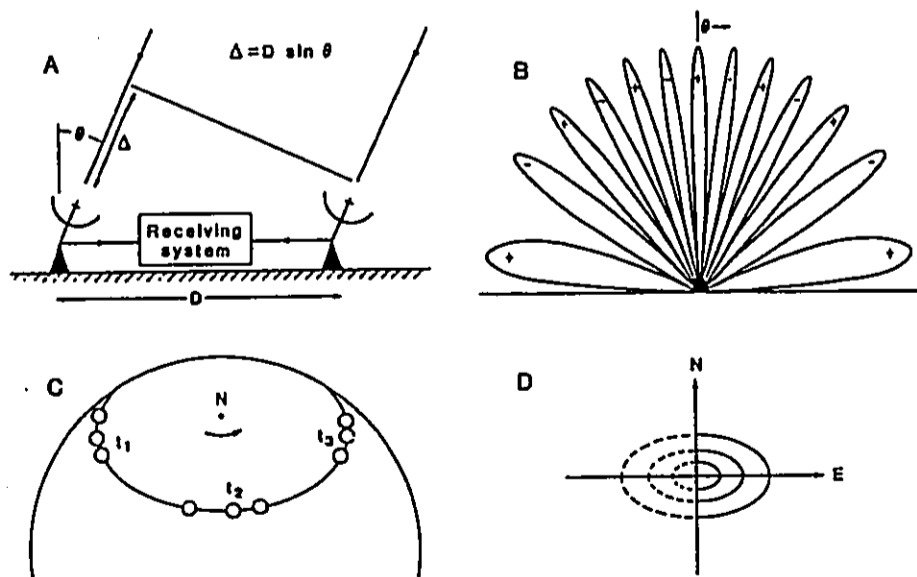 A
Δ=D sin θ
θ
Δ
Receiving
system
D
B
θ
+ - + - + - + - + - +
C
N
t₁
t₂
t₃
D
N
E